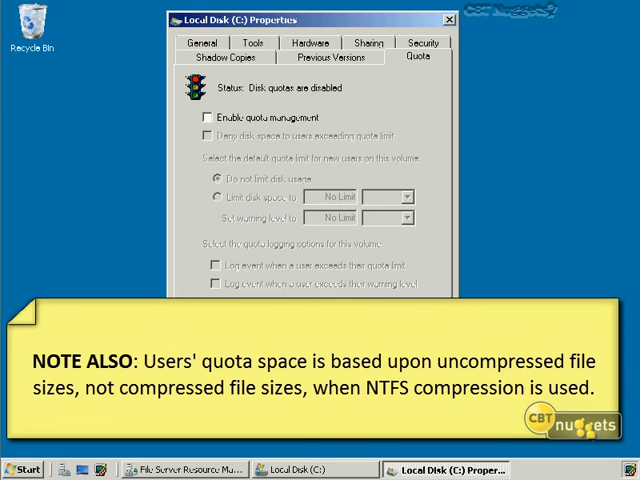 Local Disk (C:) Properties
CBT Nuggets
Recycle Bin
General Tools Hardware Sharing Security
Shadow Copies Previous Versions Quota
Status: Disk quotas are disabled
Enable quota management
Deny disk space to users exceeding quota limit
Select the default quota limit for new users on this volume:
Do not limit disk usage
Limit disk space to No Limit
Set warning level to No Limit
Select the quota logging options for this volume:
Log event when a user exceeds their quota limit
Log event when a user exceeds their warning level
NOTE ALSO: Users' quota space is based upon uncompressed file
sizes, not compressed file sizes, when NTFS compression is used.
CBT nuggets
Start File Server Resource Ma... Local Disk (C:) Local Disk (C:) Proper...